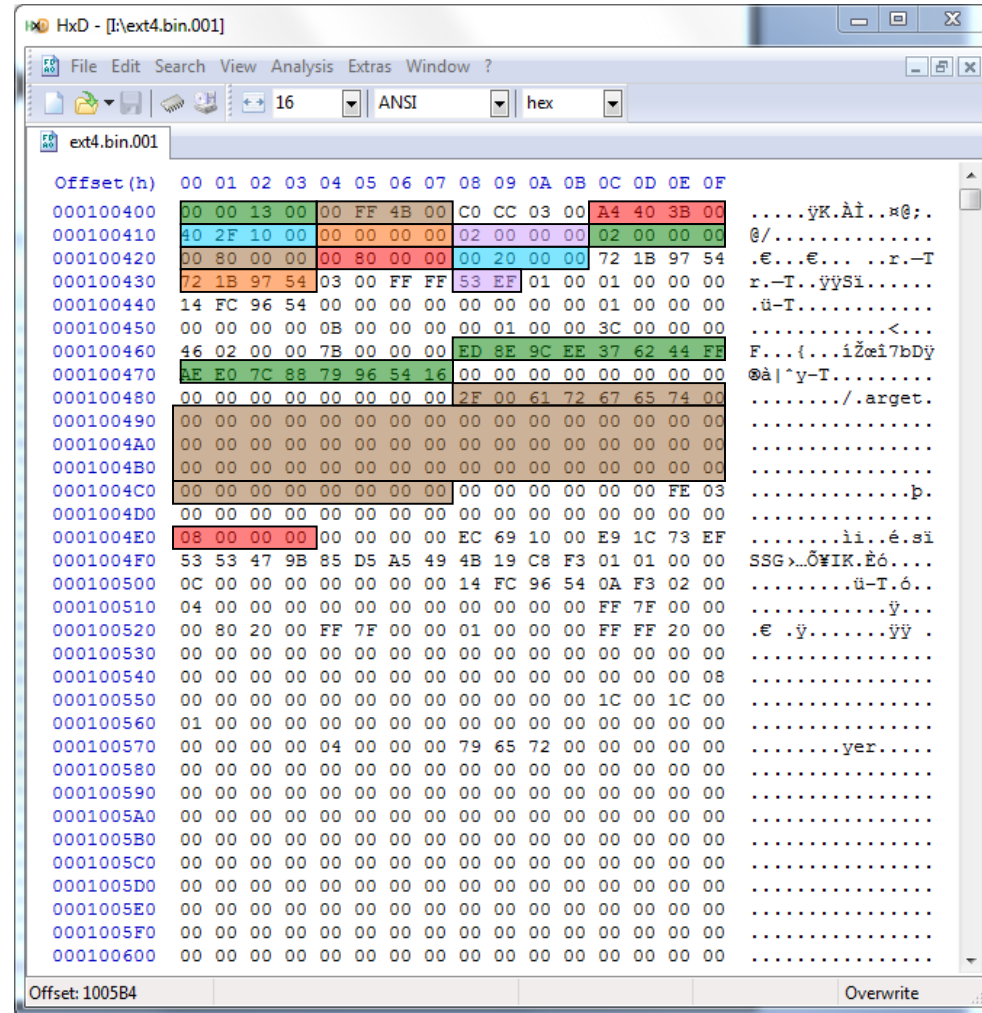 HxD - [I:\ext4.bin.001]
File Edit Search View Analysis Extras Window ?
16 ANSI hex
ext4.bin.001
Offset(h) 00 01 02 03 04 05 06 07 08 09 0A 0B 0C 0D 0E 0F
000100400 00 00 13 00 00 FF 4B 00 C0 CC 03 00 A4 40 3B 00 .....ÿK.ÀÌ..¤@;.
000100410 40 2F 10 00 00 00 00 00 02 00 00 00 02 00 00 00 @/..............
000100420 00 80 00 00 00 80 00 00 00 20 00 00 72 1B 97 54 .€...€... ..r.—T
000100430 72 1B 97 54 03 00 FF FF 53 EF 01 00 01 00 00 00 r.—T..ÿÿSï......
000100440 14 FC 96 54 00 00 00 00 00 00 00 00 01 00 00 00 .ü–T............
000100450 00 00 00 00 0B 00 00 00 00 01 00 00 3C 00 00 00 ............<...
000100460 46 02 00 00 7B 00 00 00 ED 8E 9C EE 37 62 44 FF F...{...íŽœî7bDÿ
000100470 AE E0 7C 88 79 96 54 16 00 00 00 00 00 00 00 00 ®à|ˆy–T.........
000100480 00 00 00 00 00 00 00 00 2F 00 61 72 67 65 74 00 ......../.arget.
000100490 00 00 00 00 00 00 00 00 00 00 00 00 00 00 00 00 ................
0001004A0 00 00 00 00 00 00 00 00 00 00 00 00 00 00 00 00 ................
0001004B0 00 00 00 00 00 00 00 00 00 00 00 00 00 00 00 00 ................
0001004C0 00 00 00 00 00 00 00 00 00 00 00 00 00 00 FE 03 ..............þ.
0001004D0 00 00 00 00 00 00 00 00 00 00 00 00 00 00 00 00 ................
0001004E0 08 00 00 00 00 00 00 00 EC 69 10 00 E9 1C 73 EF ........ìi..é.sï
0001004F0 53 53 47 9B 85 D5 A5 49 4B 19 C8 F3 01 01 00 00 SSG›…Õ¥IK.Èó....
000100500 0C 00 00 00 00 00 00 00 14 FC 96 54 0A F3 02 00 .........ü–T.ó..
000100510 04 00 00 00 00 00 00 00 00 00 00 00 FF 7F 00 00 ............ÿ...
000100520 00 80 20 00 FF 7F 00 00 01 00 00 00 FF FF 20 00 .€ .ÿ.......ÿÿ .
000100530 00 00 00 00 00 00 00 00 00 00 00 00 00 00 00 00 ................
000100540 00 00 00 00 00 00 00 00 00 00 00 00 00 00 00 08 ................
000100550 00 00 00 00 00 00 00 00 00 00 00 00 1C 00 1C 00 ................
000100560 01 00 00 00 00 00 00 00 00 00 00 00 00 00 00 00 ................
000100570 00 00 00 00 04 00 00 00 79 65 72 00 00 00 00 00 ........yer.....
000100580 00 00 00 00 00 00 00 00 00 00 00 00 00 00 00 00 ................
000100590 00 00 00 00 00 00 00 00 00 00 00 00 00 00 00 00 ................
0001005A0 00 00 00 00 00 00 00 00 00 00 00 00 00 00 00 00 ................
0001005B0 00 00 00 00 00 00 00 00 00 00 00 00 00 00 00 00 ................
0001005C0 00 00 00 00 00 00 00 00 00 00 00 00 00 00 00 00 ................
0001005D0 00 00 00 00 00 00 00 00 00 00 00 00 00 00 00 00 ................
0001005E0 00 00 00 00 00 00 00 00 00 00 00 00 00 00 00 00 ................
0001005F0 00 00 00 00 00 00 00 00 00 00 00 00 00 00 00 00 ................
000100600 00 00 00 00 00 00 00 00 00 00 00 00 00 00 00 00 ................
Offset: 1005B4 Overwrite